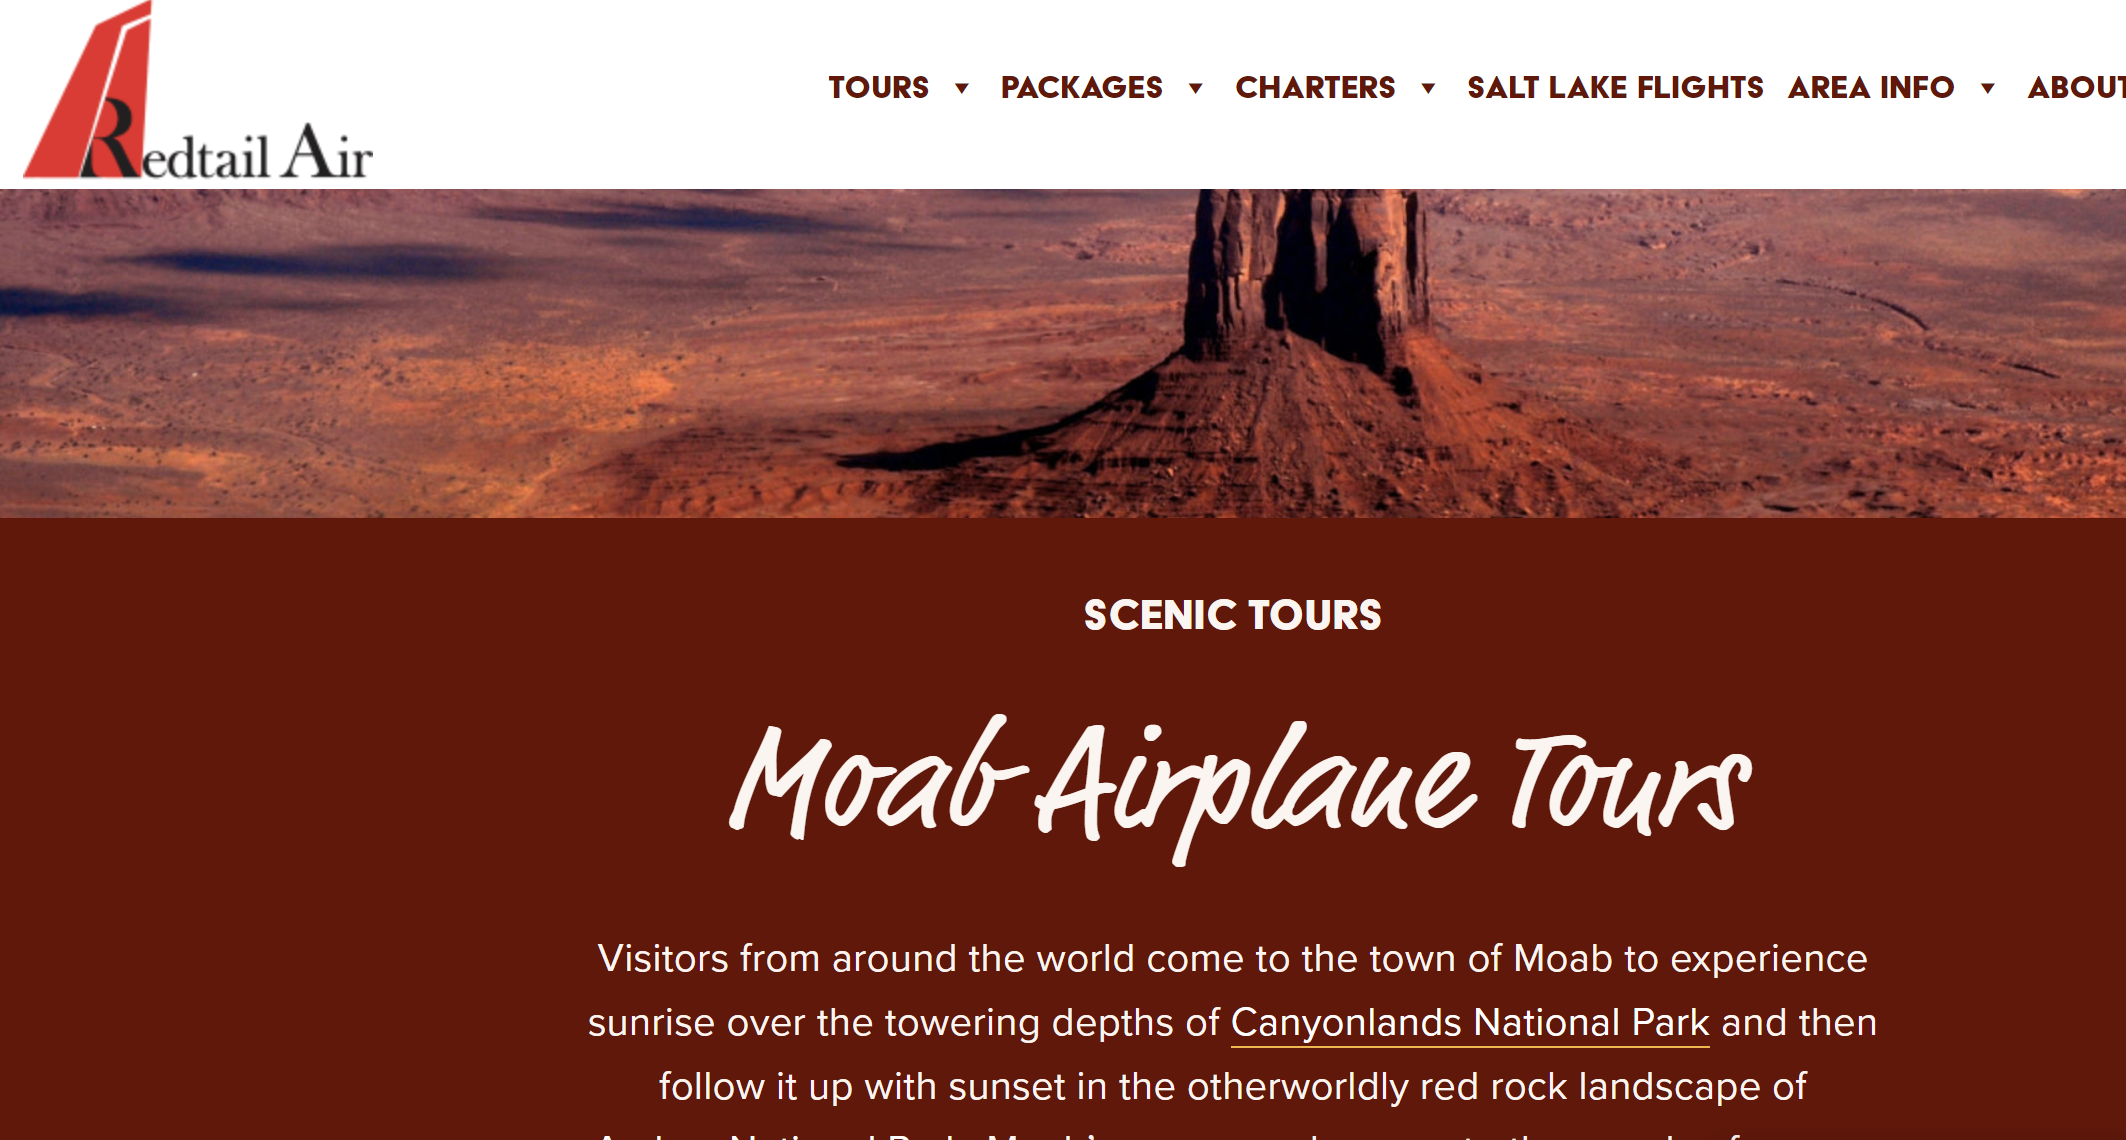 Redtail Air
TOURS ▼ PACKAGES ▼ CHARTERS ▼ SALT LAKE FLIGHTS AREA INFO ▼ ABOUT
SCENIC TOURS
Moab Airplane Tours
Visitors from around the world come to the town of Moab to experience
sunrise over the towering depths of Canyonlands National Park and then
follow it up with sunset in the otherworldly red rock landscape of